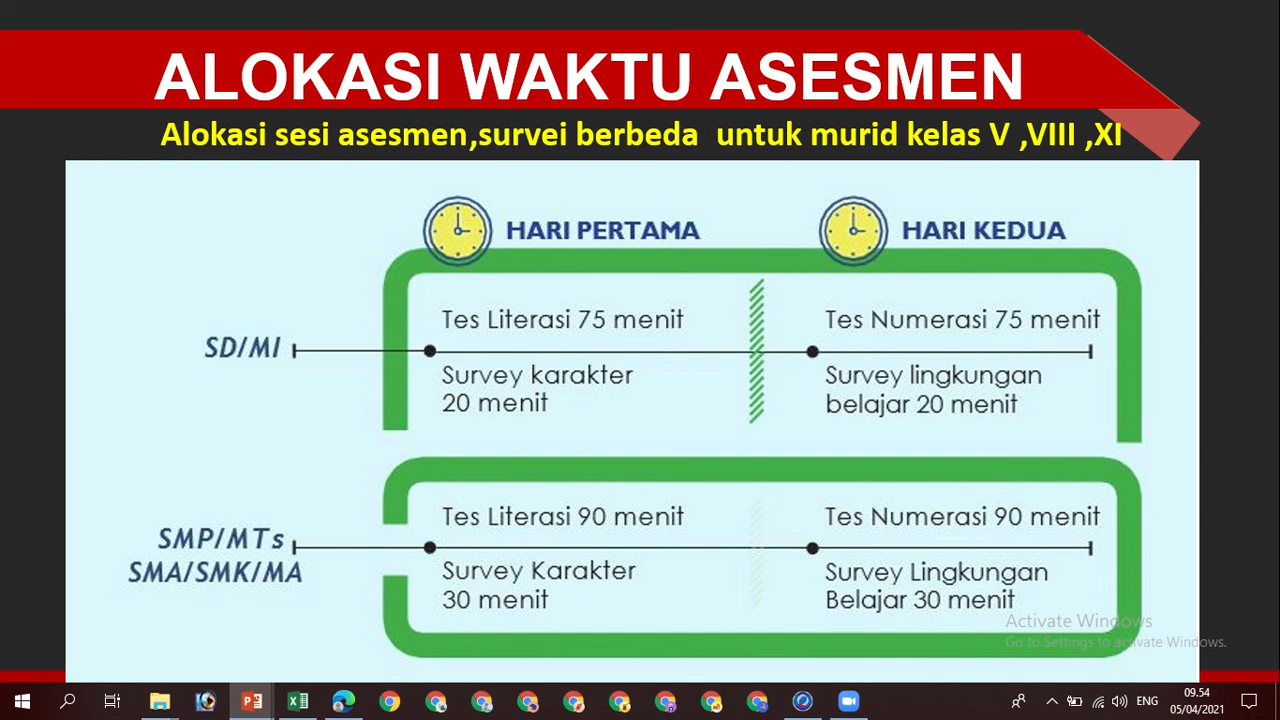 ALOKASI WAKTU ASESMEN
Alokasi sesi asesmen,survei berbeda  untuk murid kelas V ,VIII ,XI
HARI PERTAMA
HARI KEDUA
SD/MI
Tes Literasi 75 menit
Survey karakter
20 menit
Tes Numerasi 75 menit
Survey lingkungan
belajar 20 menit
SMP/MTs
SMA/SMK/MA
Tes Literasi 90 menit
Survey Karakter
30 menit
Tes Numerasi 90 menit
Survey Lingkungan
Belajar 30 menit
Activate Windows
Go to Settings to activate Windows.
ENG
09.54
05/04/2021